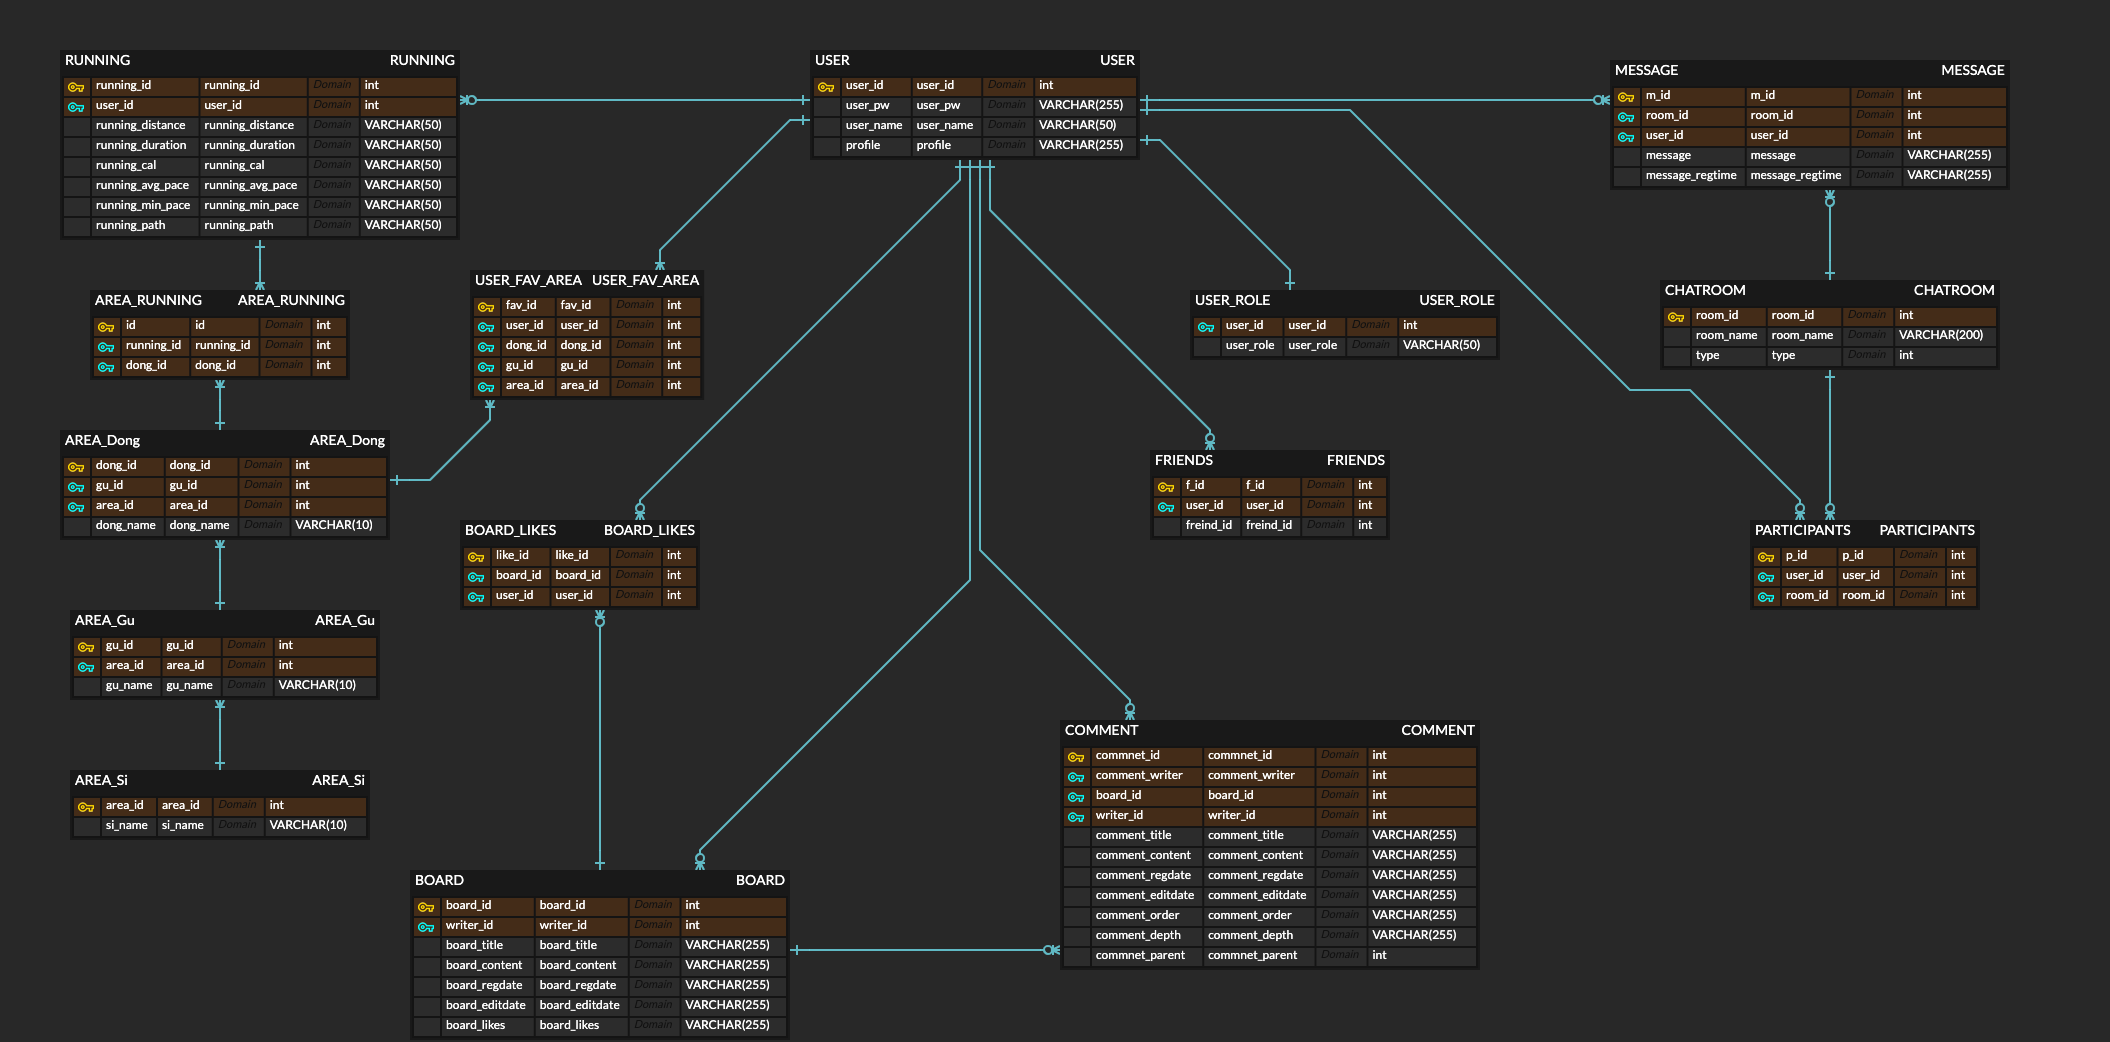 RUNNING RUNNING
running_id running_id Domain int
user_id user_id Domain int
running_distance running_distance Domain VARCHAR(50)
running_duration running_duration Domain VARCHAR(50)
running_cal running_cal Domain VARCHAR(50)
running_avg_pace running_avg_pace Domain VARCHAR(50)
running_min_pace running_min_pace Domain VARCHAR(50)
running_path running_path Domain VARCHAR(50)
USER USER
user_id user_id Domain int
user_pw user_pw Domain VARCHAR(255)
user_name user_name Domain VARCHAR(50)
profile profile Domain VARCHAR(255)
MESSAGE MESSAGE
m_id m_id Domain int
room_id room_id Domain int
user_id user_id Domain int
message message Domain VARCHAR(255)
message_regtime message_regtime Domain VARCHAR(255)
AREA_RUNNING AREA_RUNNING
id id Domain int
running_id running_id Domain int
dong_id dong_id Domain int
USER_FAV_AREA USER_FAV_AREA
fav_id fav_id Domain int
user_id user_id Domain int
dong_id dong_id Domain int
gu_id gu_id Domain int
area_id area_id Domain int
USER_ROLE USER_ROLE
user_id user_id Domain int
user_role user_role Domain VARCHAR(50)
CHATROOM CHATROOM
room_id room_id Domain int
room_name room_name Domain VARCHAR(200)
type type Domain int
AREA_Dong AREA_Dong
dong_id dong_id Domain int
gu_id gu_id Domain int
area_id area_id Domain int
dong_name dong_name Domain VARCHAR(10)
FRIENDS FRIENDS
f_id f_id Domain int
user_id user_id Domain int
freind_id freind_id Domain int
BOARD_LIKES BOARD_LIKES
like_id like_id Domain int
board_id board_id Domain int
user_id user_id Domain int
PARTICIPANTS PARTICIPANTS
p_id p_id Domain int
user_id user_id Domain int
room_id room_id Domain int
AREA_Gu AREA_Gu
gu_id gu_id Domain int
area_id area_id Domain int
gu_name gu_name Domain VARCHAR(10)
AREA_Si AREA_Si
area_id area_id Domain int
si_name si_name Domain VARCHAR(10)
COMMENT COMMENT
commnet_id commnet_id Domain int
comment_writer comment_writer Domain int
board_id board_id Domain int
writer_id writer_id Domain int
comment_title comment_title Domain VARCHAR(255)
comment_content comment_content Domain VARCHAR(255)
comment_regdate comment_regdate Domain VARCHAR(255)
comment_editdate comment_editdate Domain VARCHAR(255)
comment_order comment_order Domain VARCHAR(255)
comment_depth comment_depth Domain VARCHAR(255)
commnet_parent commnet_parent Domain int
BOARD BOARD
board_id board_id Domain int
writer_id writer_id Domain int
board_title board_title Domain VARCHAR(255)
board_content board_content Domain VARCHAR(255)
board_regdate board_regdate Domain VARCHAR(255)
board_editdate board_editdate Domain VARCHAR(255)
board_likes board_likes Domain VARCHAR(255)